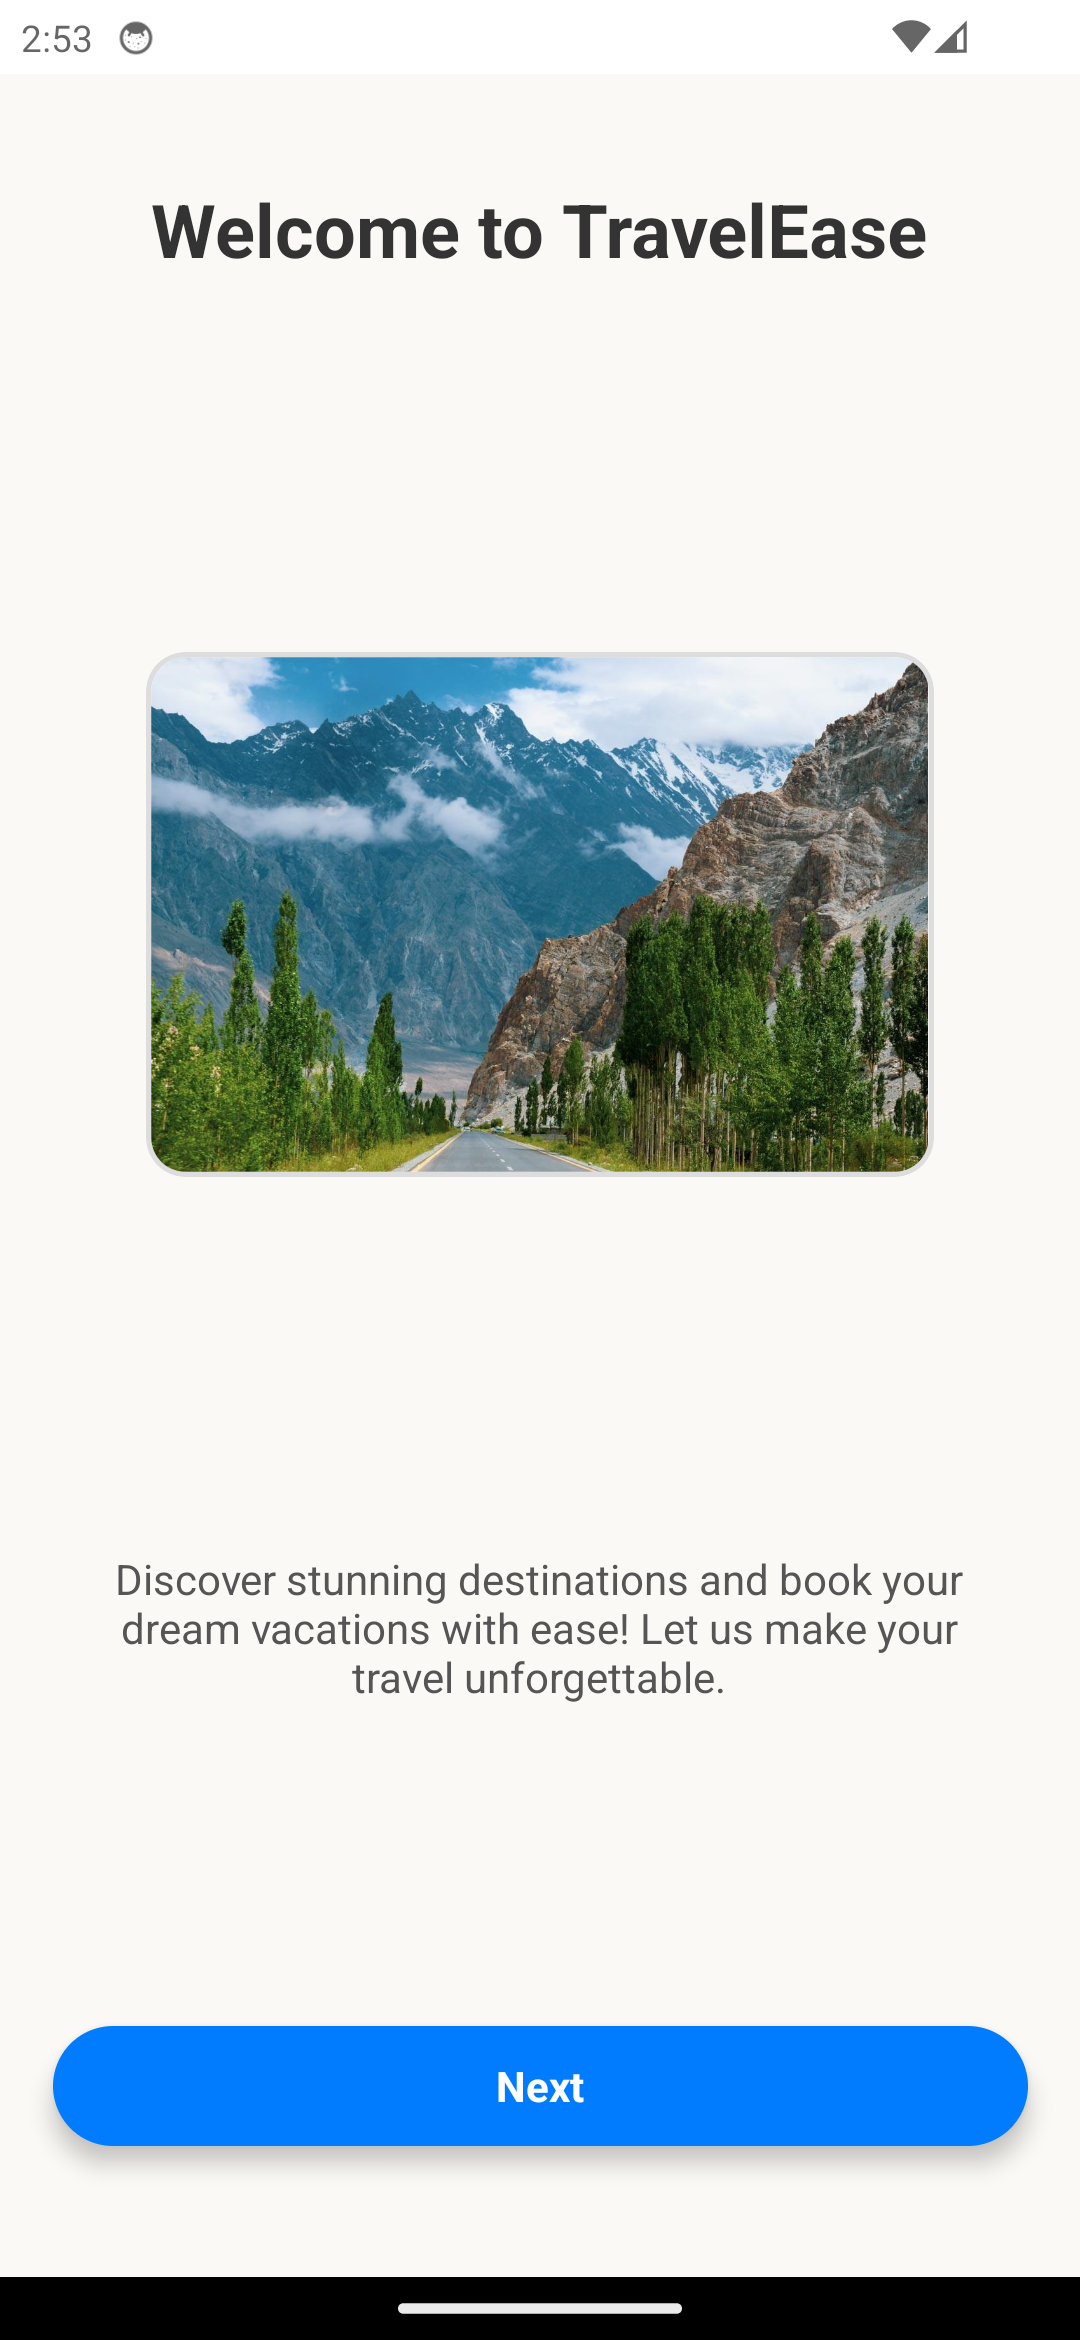 2:53
Welcome to TravelEase
Discover stunning destinations and book your
dream vacations with ease! Let us make your
travel unforgettable.
Next